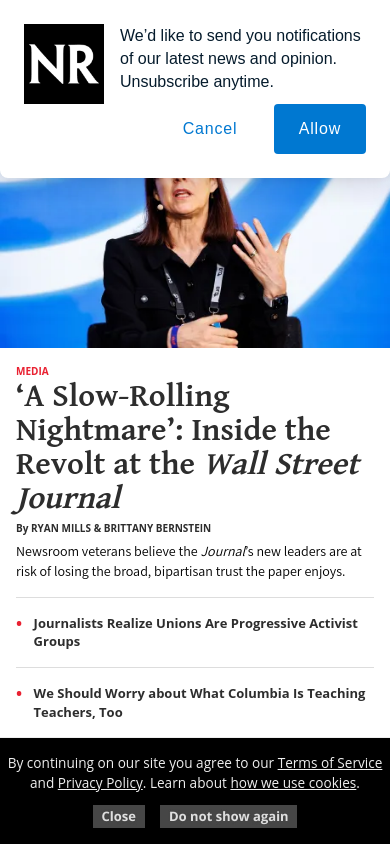 NR
We’d like to send you notifications
of our latest news and opinion.
Unsubscribe anytime.
Cancel
Allow
MEDIA
‘A Slow-Rolling
Nightmare’: Inside the
Revolt at the Wall Street
Journal
By RYAN MILLS & BRITTANY BERNSTEIN
Newsroom veterans believe the Journal’s new leaders are at
risk of losing the broad, bipartisan trust the paper enjoys.
• Journalists Realize Unions Are Progressive Activist
Groups
• We Should Worry about What Columbia Is Teaching
Teachers, Too
By continuing on our site you agree to our Terms of Service
and Privacy Policy. Learn about how we use cookies.
Close
Do not show again